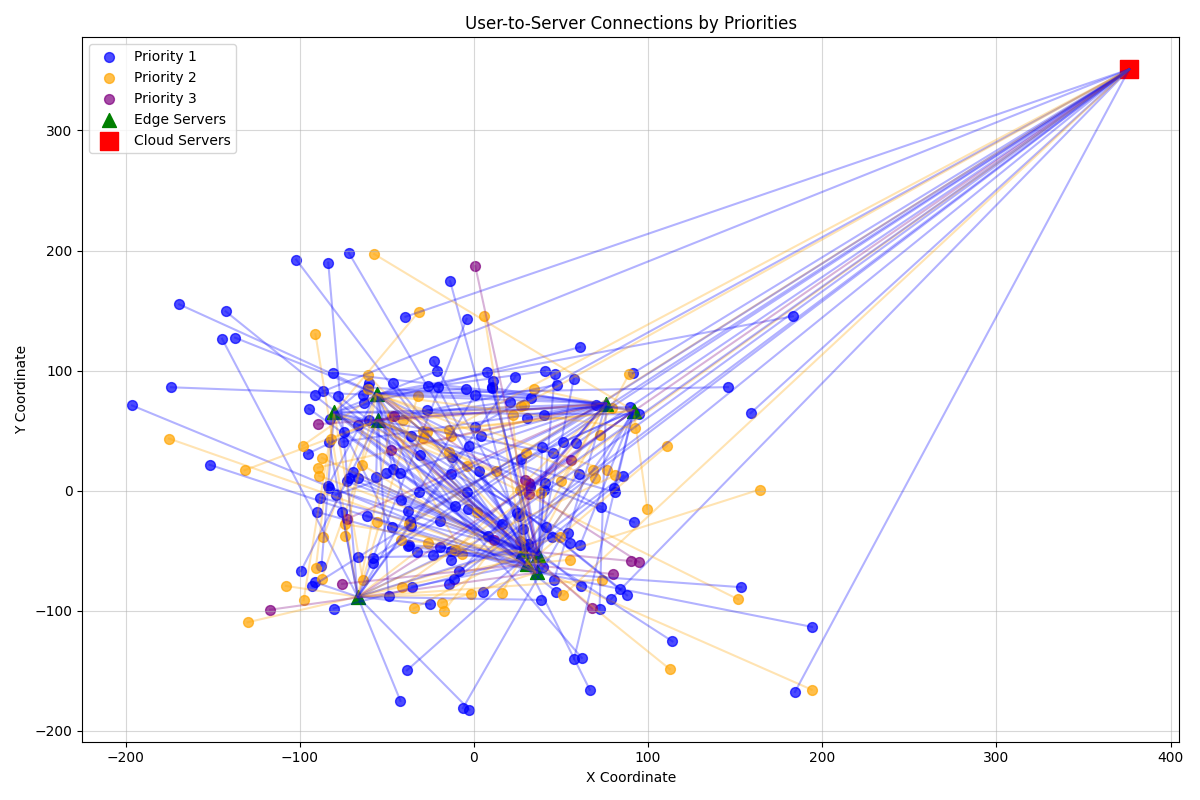 User-to-Server Connections by Priorities
Priority 1
Priority 2
Priority 3
Edge Servers
Cloud Servers
Y Coordinate
300
200
100
0
−100
−200
−200
−100
0
100
200
300
400
X Coordinate